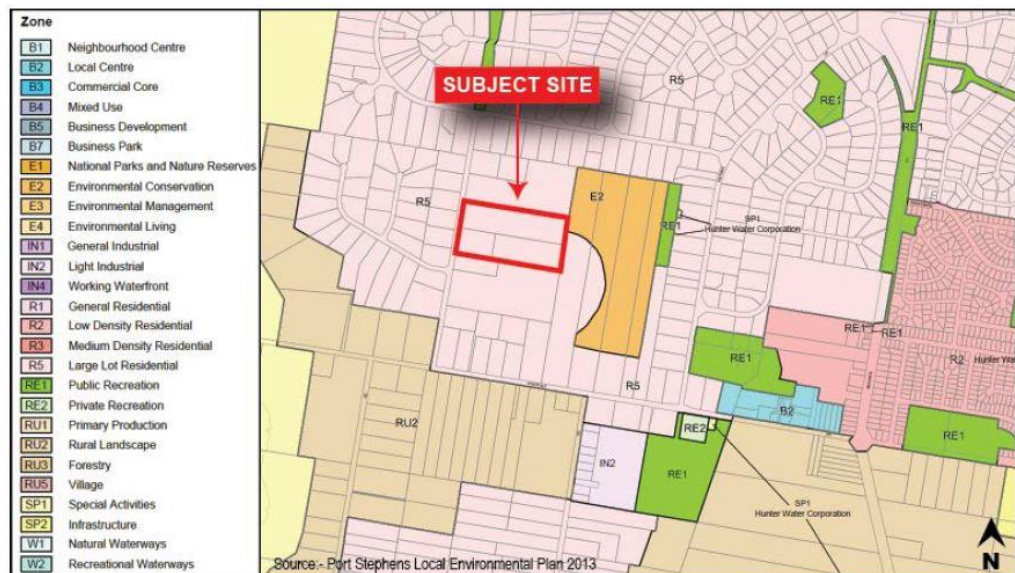 Zone
B1 Neighbourhood Centre
B2 Local Centre
B3 Commercial Core
B4 Mixed Use
B5 Business Development
B7 Business Park
E1 National Parks and Nature Reserves
E2 Environmental Conservation
E3 Environmental Management
E4 Environmental Living
IN1 General Industrial
IN2 Light Industrial
IN4 Working Waterfront
R1 General Residential
R2 Low Density Residential
R3 Medium Density Residential
R5 Large Lot Residential
RE1 Public Recreation
RE2 Private Recreation
RU1 Primary Production
RU2 Rural Landscape
RU3 Forestry
RU5 Village
SP1 Special Activities
SP2 Infrastructure
W1 Natural Waterways
W2 Recreational Waterways
SUBJECT SITE
R5
RE1
RE1
R5
E2
RE1
SP1
Hunter Water Corporation
RE1
RE1
RE1
R2
Hunter Water
R5
B2
RE1
RU2
RE2
IN2
RE1
SP1
Hunter Water Corporation
Source:- Port Stephens Local Environmental Plan 2013
N